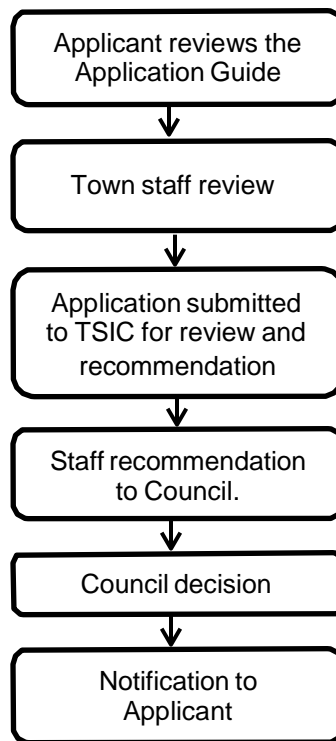 Applicant reviews the
Application Guide
Town staff review
Application submitted
to TSIC for review and
recommendation
Staff recommendation
to Council.
Council decision
Notification to
Applicant